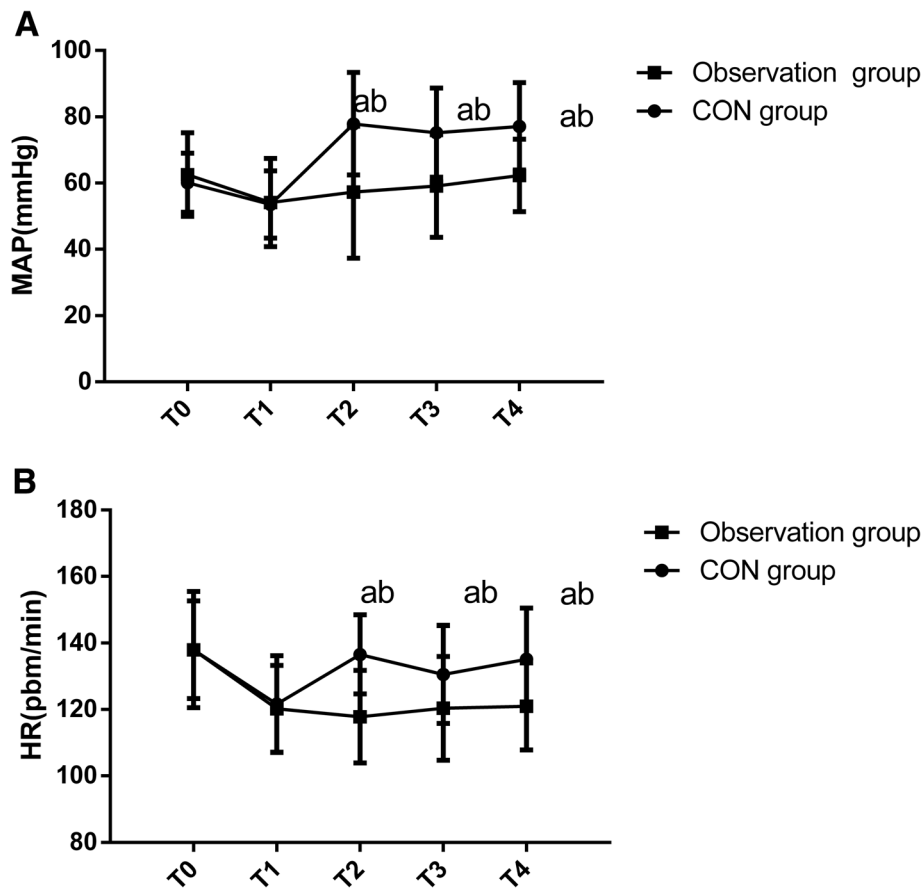 A
MAP(mmHg)
100
80
60
40
20
0
ab
ab
ab
T0
T1
T2
T3
T4
Observation group
CON group
B
HR(pbm/min)
180
160
140
120
100
80
ab
ab
ab
T0
T1
T2
T3
T4
Observation group
CON group